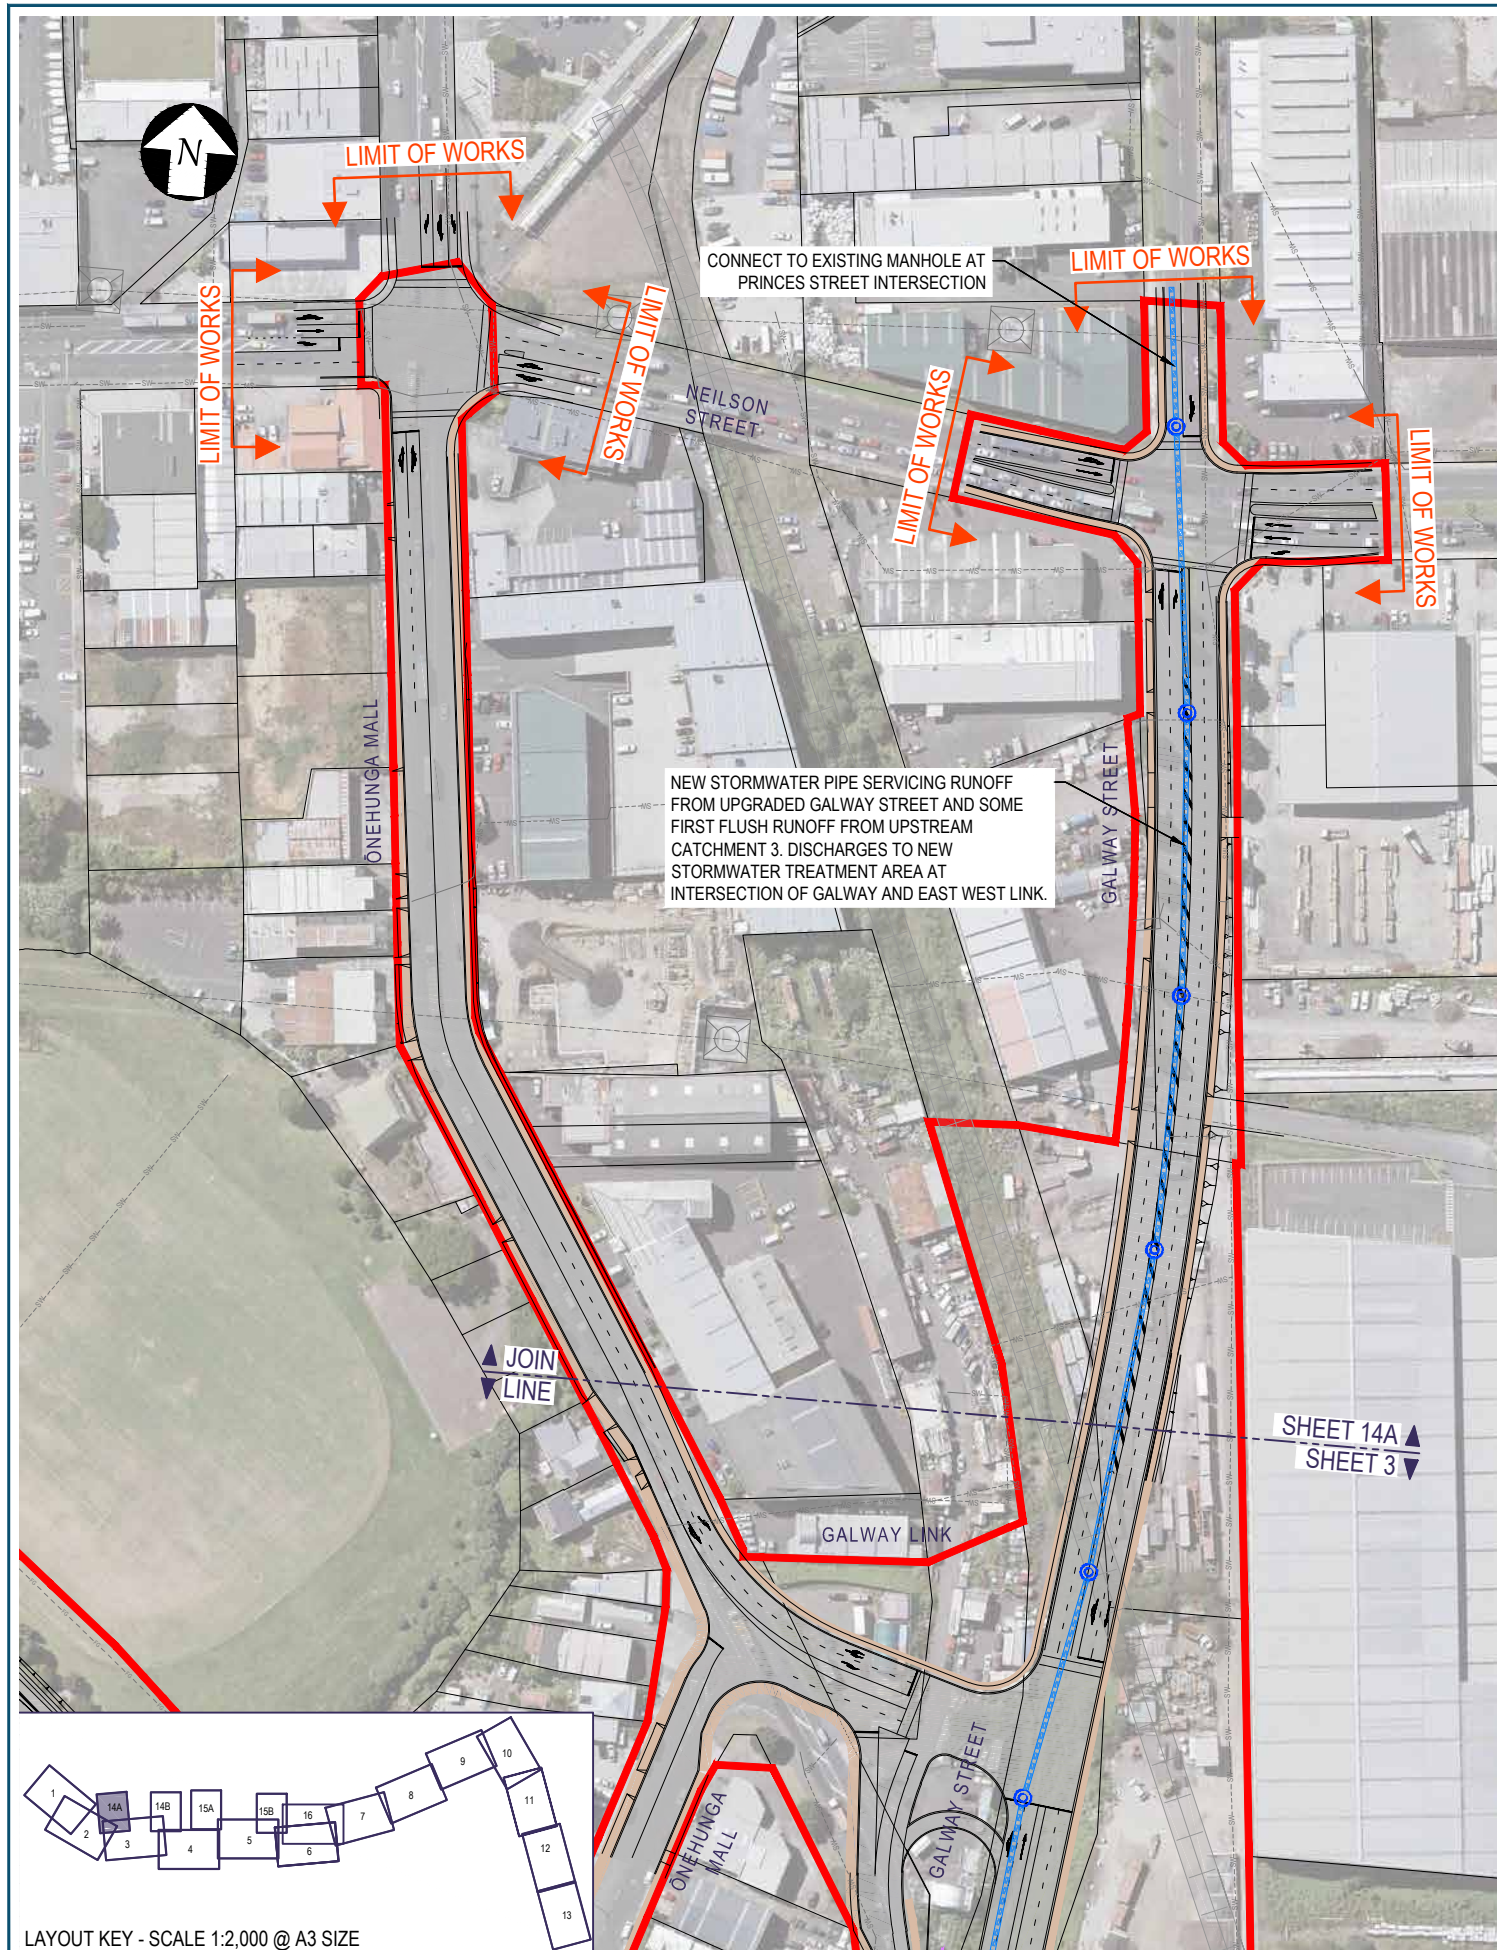 N
LIMIT OF WORKS
LIMIT OF WORKS
LIMIT OF WORKS
CONNECT TO EXISTING MANHOLE AT
PRINCES STREET INTERSECTION
LIMIT OF WORKS
LIMIT OF WORKS
LIMIT OF WORKS
NEILSON
STREET
ŌNEHUNGA MALL
GALWAY STREET
NEW STORMWATER PIPE SERVICING RUNOFF
FROM UPGRADED GALWAY STREET AND SOME
FIRST FLUSH RUNOFF FROM UPSTREAM
CATCHMENT 3. DISCHARGES TO NEW
STORMWATER TREATMENT AREA AT
INTERSECTION OF GALWAY AND EAST WEST LINK.
JOIN
LINE
SHEET 14A
SHEET 3
GALWAY LINK
GALWAY STREET
ŌNEHUNGA
MALL
1
2
14A
3
14B
4
15A
5
15B
16
6
7
8
9
10
11
12
13
LAYOUT KEY - SCALE 1:2,000 @ A3 SIZE